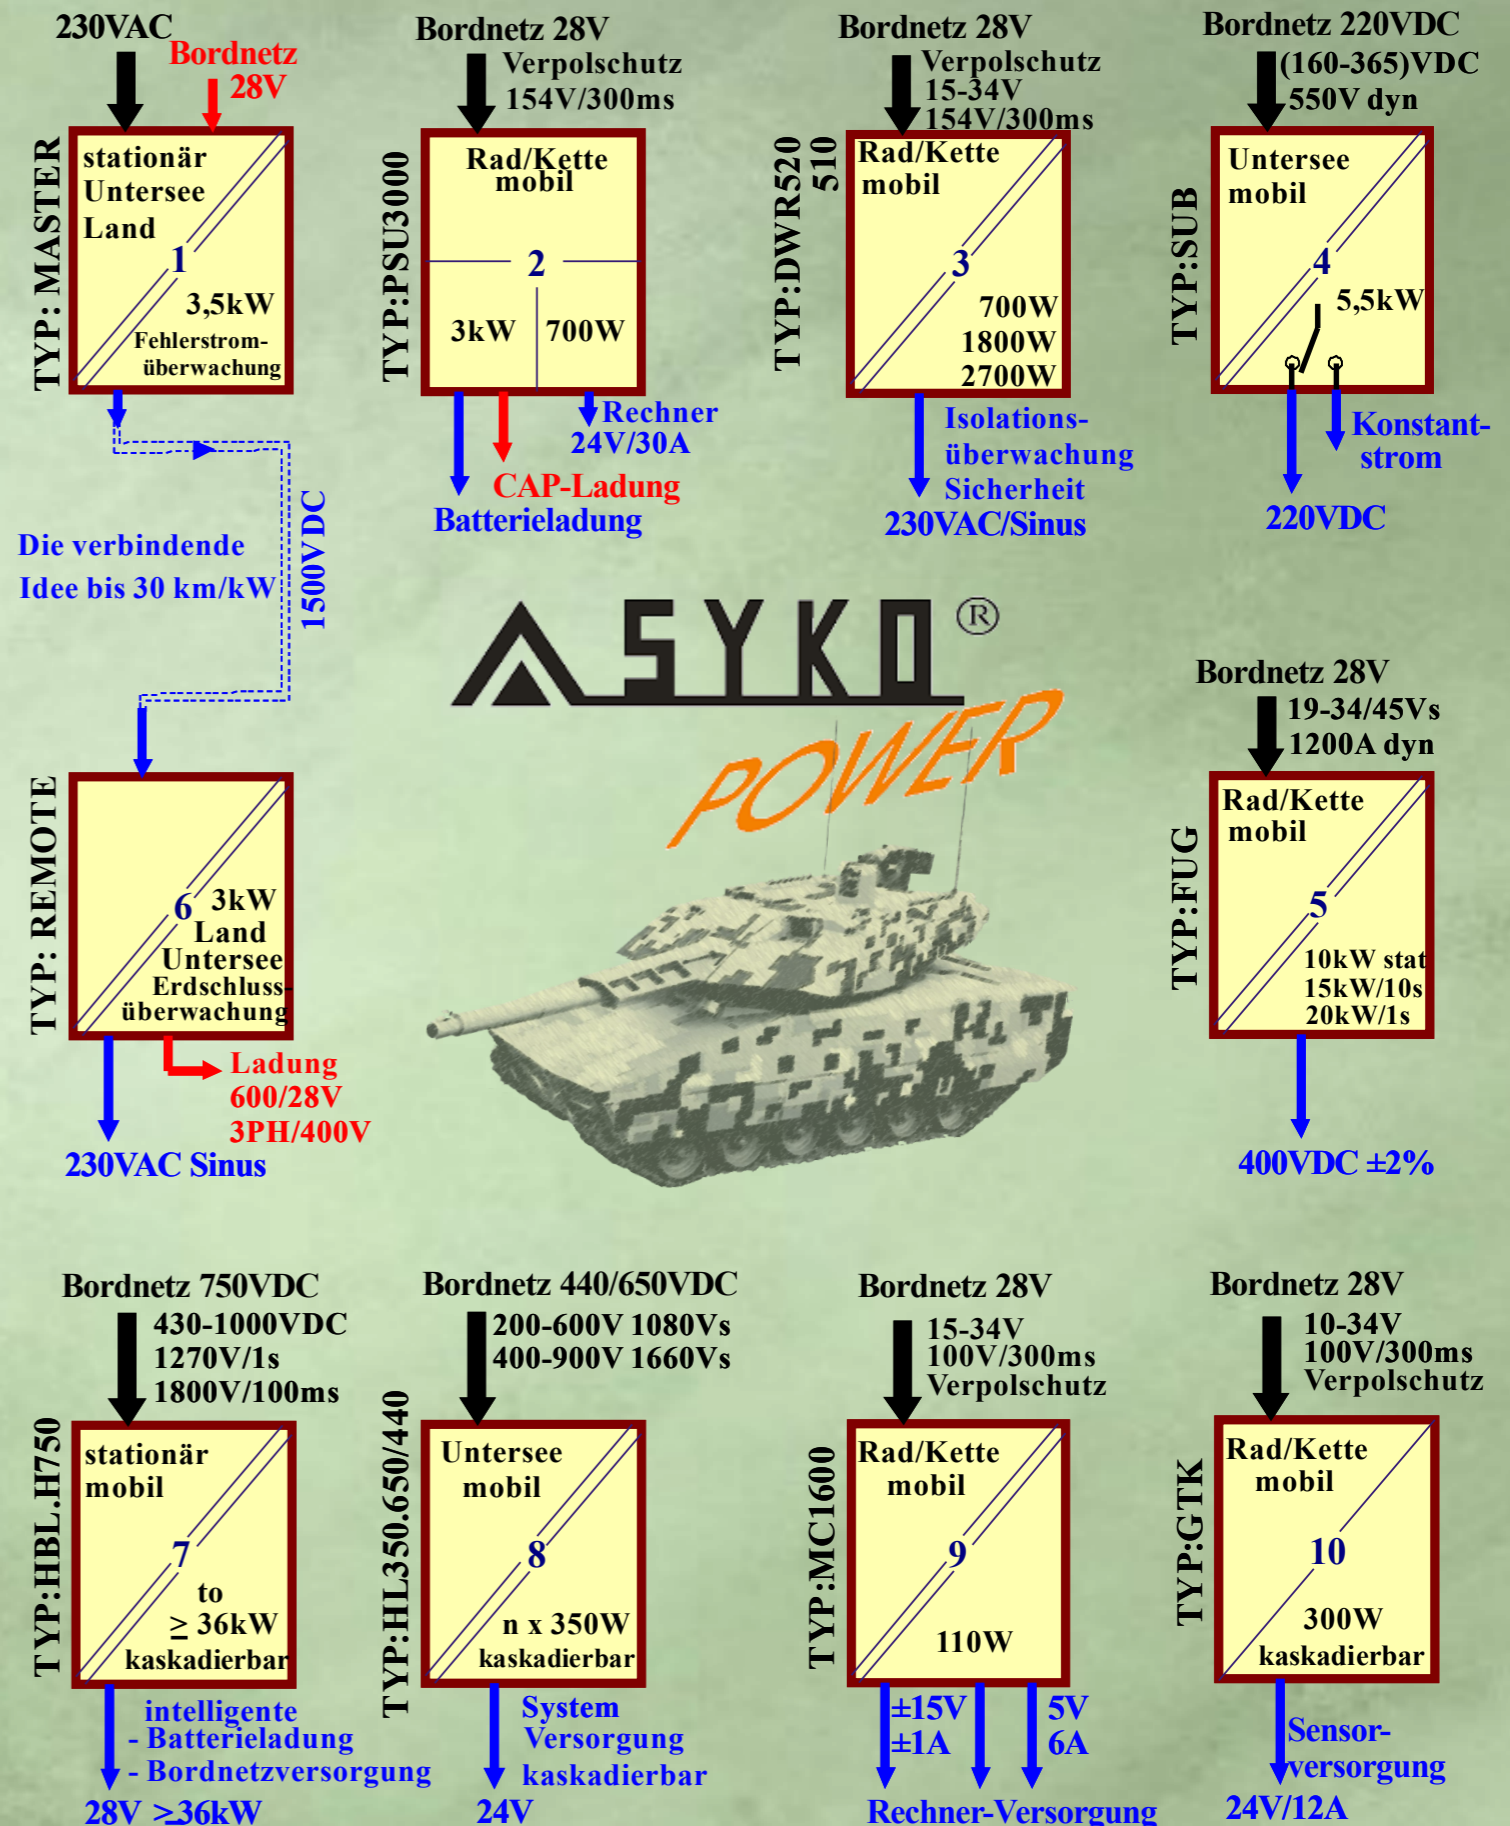 230VAC
Bordnetz
28V
TYP: MASTER
stationär
Untersee
Land
1
3,5kW
Fehlerstrom-
überwachung
Bordnetz 28V
Verpolschutz
154V/300ms
TYP:PSU3000
Rad/Kette
mobil
2
3kW
700W
Rechner
24V/30A
CAP-Ladung
Batterieladung
Bordnetz 28V
Verpolschutz
15-34V
154V/300ms
TYP:DWR520
510
Rad/Kette
mobil
3
700W
1800W
2700W
Isolations-
überwachung
Sicherheit
230VAC/Sinus
Bordnetz 220VDC
(160-365)VDC
550V dyn
TYP:SUB
Untersee
mobil
4
5,5kW
Konstant-
strom
220VDC
Die verbindende
Idee bis 30 km/kW
1500VDC
SYKO®
POWER
Bordnetz 28V
19-34/45Vs
1200A dyn
TYP:FUG
Rad/Kette
mobil
5
10kW stat
15kW/10s
20kW/1s
400VDC ±2%
TYP: REMOTE
6
3kW
Land
Untersee
Erdschluss-
überwachung
Ladung
600/28V
3PH/400V
230VAC Sinus
Bordnetz 750VDC
430-1000VDC
1270V/1s
1800V/100ms
TYP:HBL.H750
stationär
mobil
7
to
≥ 36kW
kaskadierbar
intelligente
- Batterieladung
- Bordnetzversorgung
28V ≥36kW
Bordnetz 440/650VDC
200-600V 1080Vs
400-900V 1660Vs
TYP:HL350.650/440
Untersee
mobil
8
n x 350W
kaskadierbar
System
Versorgung
kaskadierbar
24V
Bordnetz 28V
15-34V
100V/300ms
Verpolschutz
TYP:MC1600
Rad/Kette
mobil
9
110W
±15V
±1A
5V
6A
Rechner-Versorgung
Bordnetz 28V
10-34V
100V/300ms
Verpolschutz
TYP:GTK
Rad/Kette
mobil
10
300W
kaskadierbar
Sensor-
versorgung
24V/12A